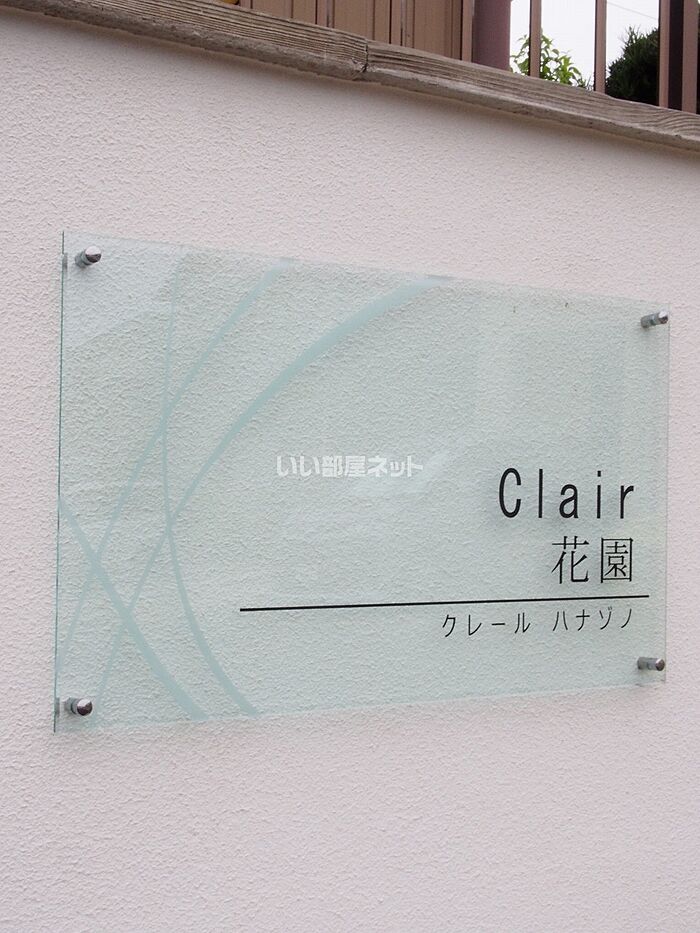 いい部屋ネット
Clair
花園
クレール ハナゾノ